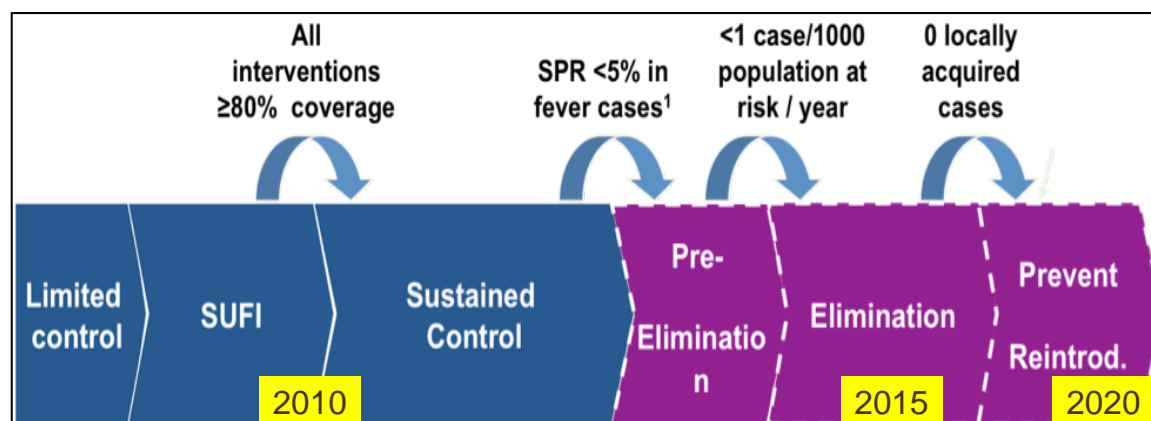 All
interventions
≥80% coverage
SPR <5% in
fever cases1
<1 case/1000
population at
risk / year
0 locally
acquired
cases
Limited
control
SUFI
Sustained
Control
Pre-
Eliminatio
n
Elimination
Prevent
Reintrod.
2010
2015
2020